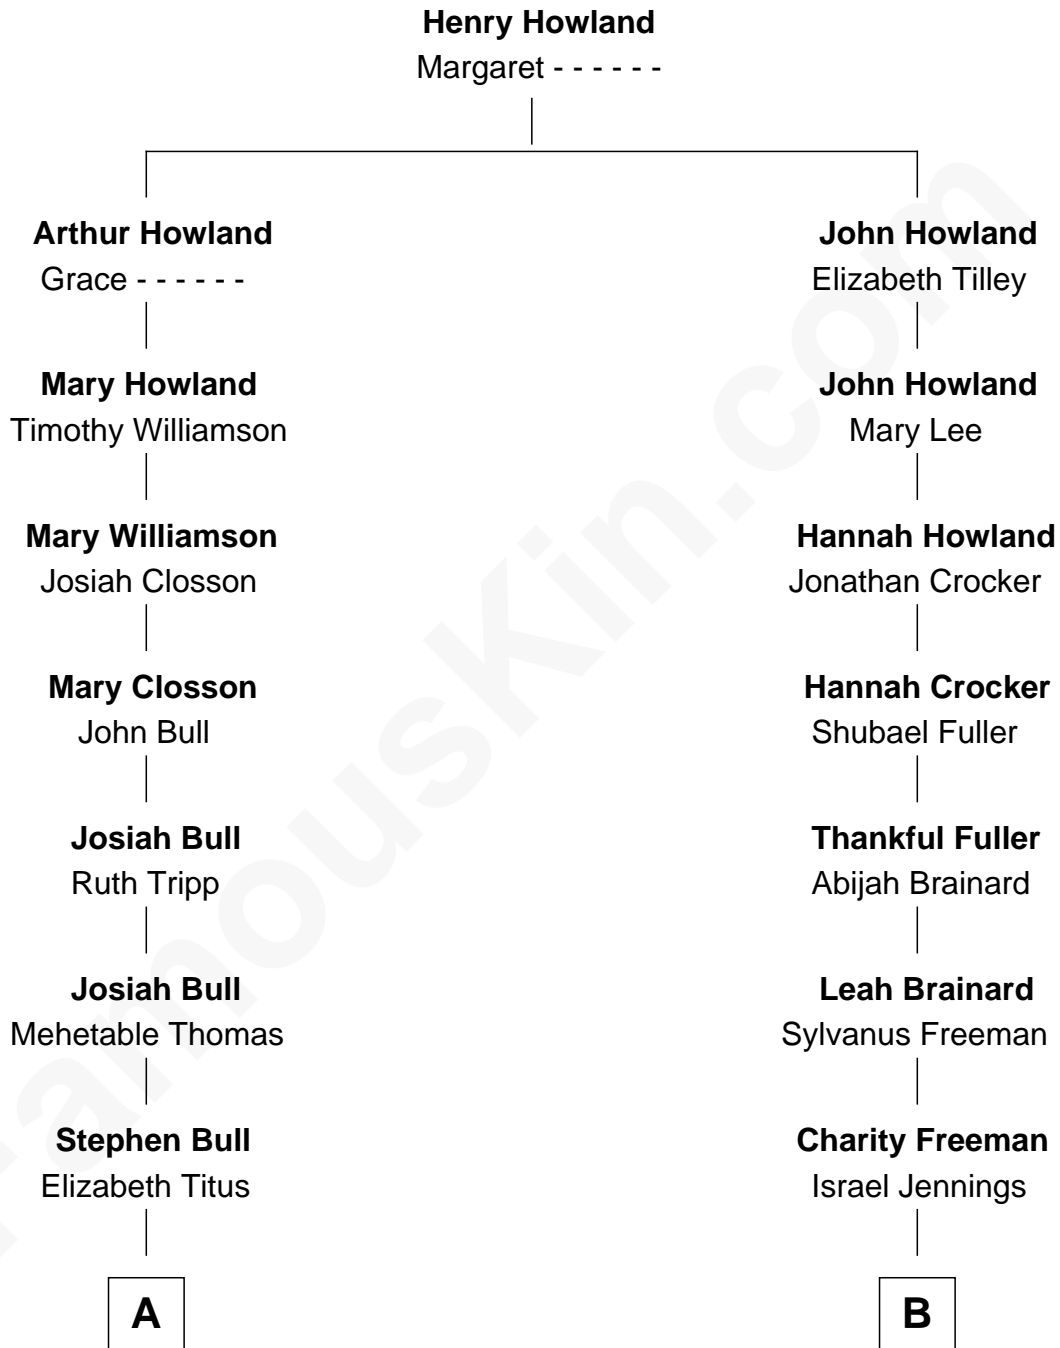 Henry Howland
Margaret - - - - - -
Arthur Howland
Grace - - - - - -
John Howland
Elizabeth Tilley
Mary Howland
Timothy Williamson
John Howland
Mary Lee
Mary Williamson
Josiah Closson
Hannah Howland
Jonathan Crocker
Mary Closson
John Bull
Hannah Crocker
Shubael Fuller
Josiah Bull
Ruth Tripp
Thankful Fuller
Abijah Brainard
Josiah Bull
Mehetable Thomas
Leah Brainard
Sylvanus Freeman
Stephen Bull
Elizabeth Titus
Charity Freeman
Israel Jennings
A
B
FamousKin.com